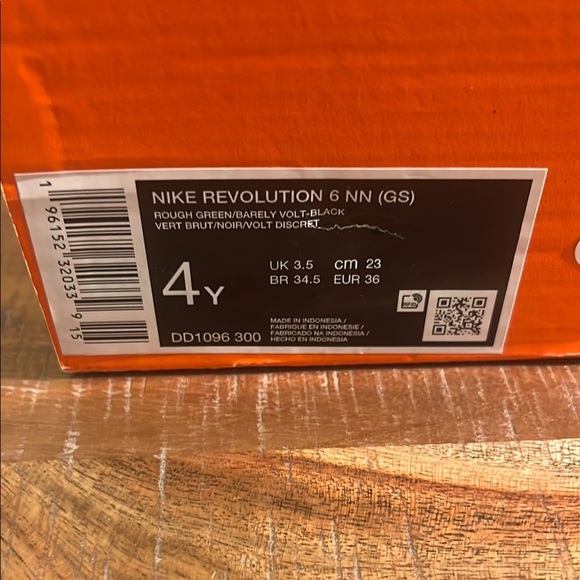 NIKE REVOLUTION 6 NN (GS)
ROUGH GREEN/BARELY VOLT-BLACK
VERT BRUT/NOIR/VOLT DISCRET
4Y
UK 3.5 cm 23
BR 34.5 EUR 36
DD1096 300
MADE IN INDONESIA /
FABRIQUE EN INDONESIE /
FABRICADO NA INDONESIA /
HECHO EN INDONESIA
1 96152 32033 9 15